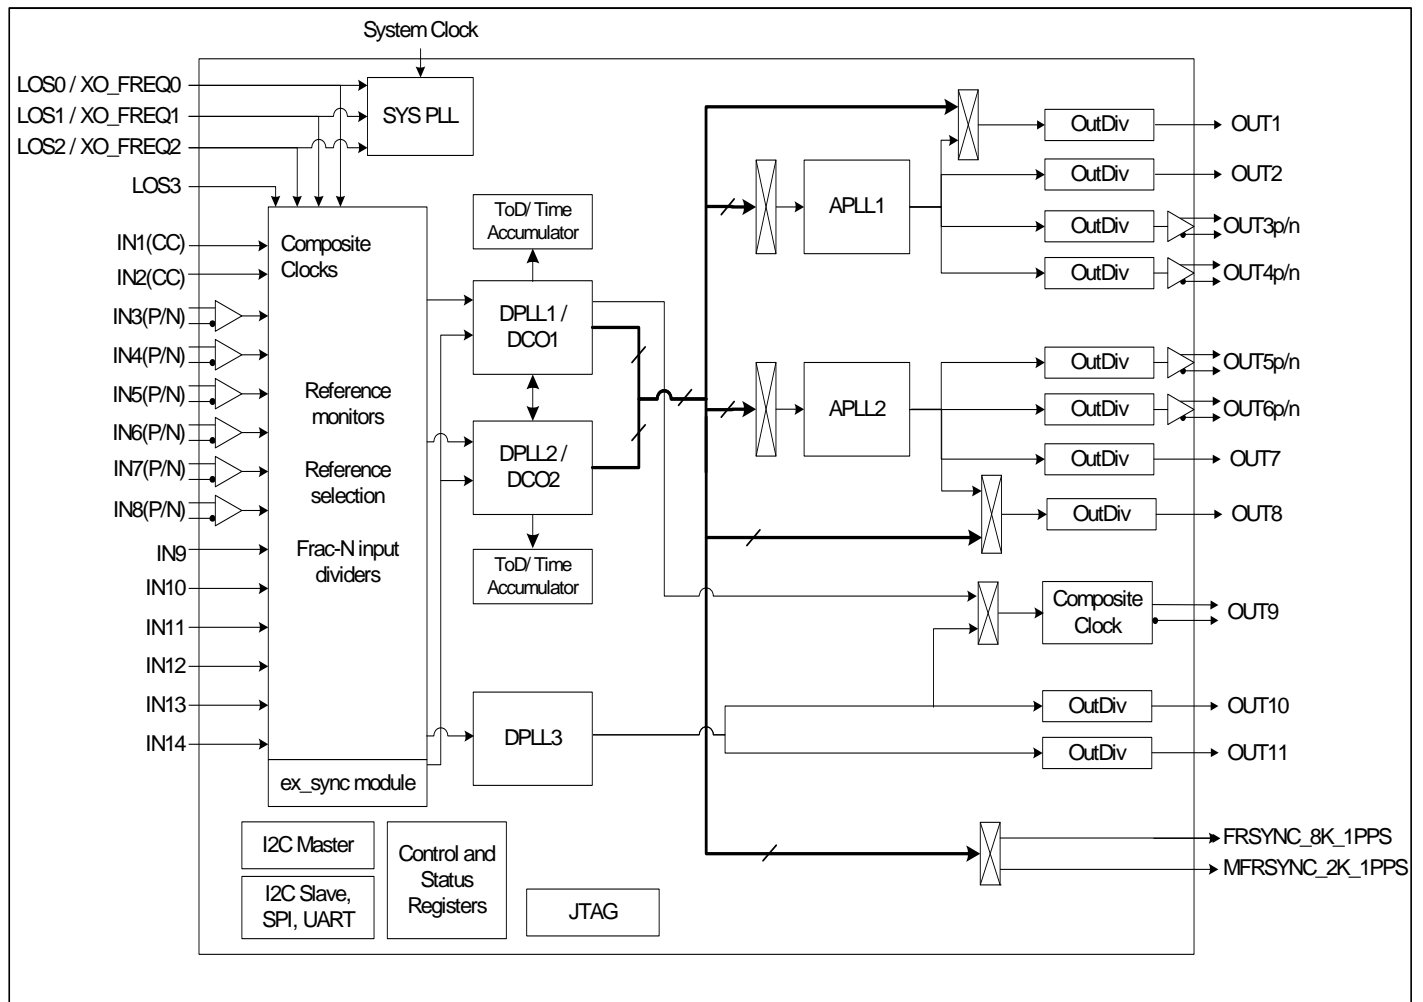 System Clock
LOS0 / XO_FREQ0
LOS1 / XO_FREQ1
LOS2 / XO_FREQ2
LOS3
SYS PLL
IN1(CC)
IN2(CC)
IN3(P/N)
IN4(P/N)
IN5(P/N)
IN6(P/N)
IN7(P/N)
IN8(P/N)
IN9
IN10
IN11
IN12
IN13
IN14
Composite
Clocks
Reference
monitors
Reference
selection
Frac-N input
dividers
ex_sync module
ToD/ Time
Accumulator
DPLL1 /
DCO1
DPLL2 /
DCO2
ToD/ Time
Accumulator
DPLL3
APLL1
APLL2
OutDiv
OUT1
OutDiv
OUT2
OutDiv
OUT3p/n
OutDiv
OUT4p/n
OutDiv
OUT5p/n
OutDiv
OUT6p/n
OutDiv
OUT7
OutDiv
OUT8
Composite
Clock
OUT9
OutDiv
OUT10
OutDiv
OUT11
FRSYNC_8K_1PPS
MFRSYNC_2K_1PPS
I2C Master
I2C Slave,
SPI, UART
Control and
Status
Registers
JTAG